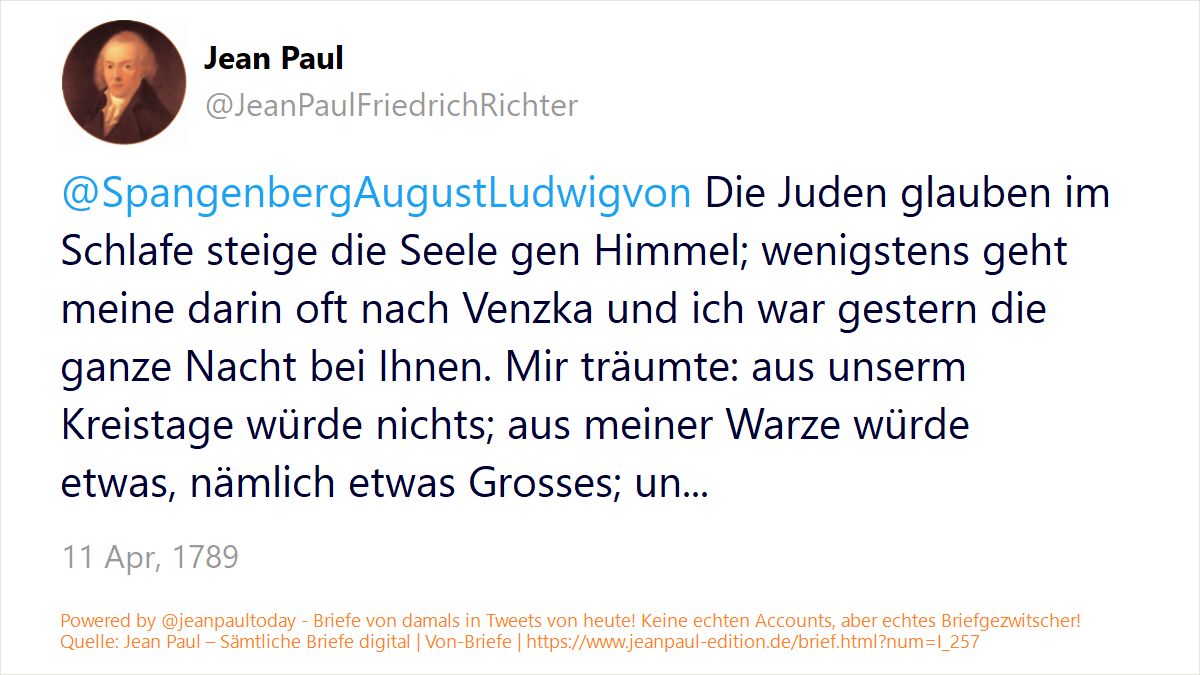 Jean Paul
@JeanPaulFriedrichRichter
@SpangenbergAugustLudwigvon Die Juden glauben im
Schlafe steige die Seele gen Himmel; wenigstens geht
meine darin oft nach Venzka und ich war gestern die
ganze Nacht bei Ihnen. Mir träumte: aus unserm
Kreistage würde nichts; aus meiner Warze würde
etwas, nämlich etwas Grosses; un...
11 Apr, 1789
Powered by @jeanpaultoday - Briefe von damals in Tweets von heute! Keine echten Accounts, aber echtes Briefgezwitscher!
Quelle: Jean Paul – Sämtliche Briefe digital | Von-Briefe | https://www.jeanpaul-edition.de/brief.html?num=I_257